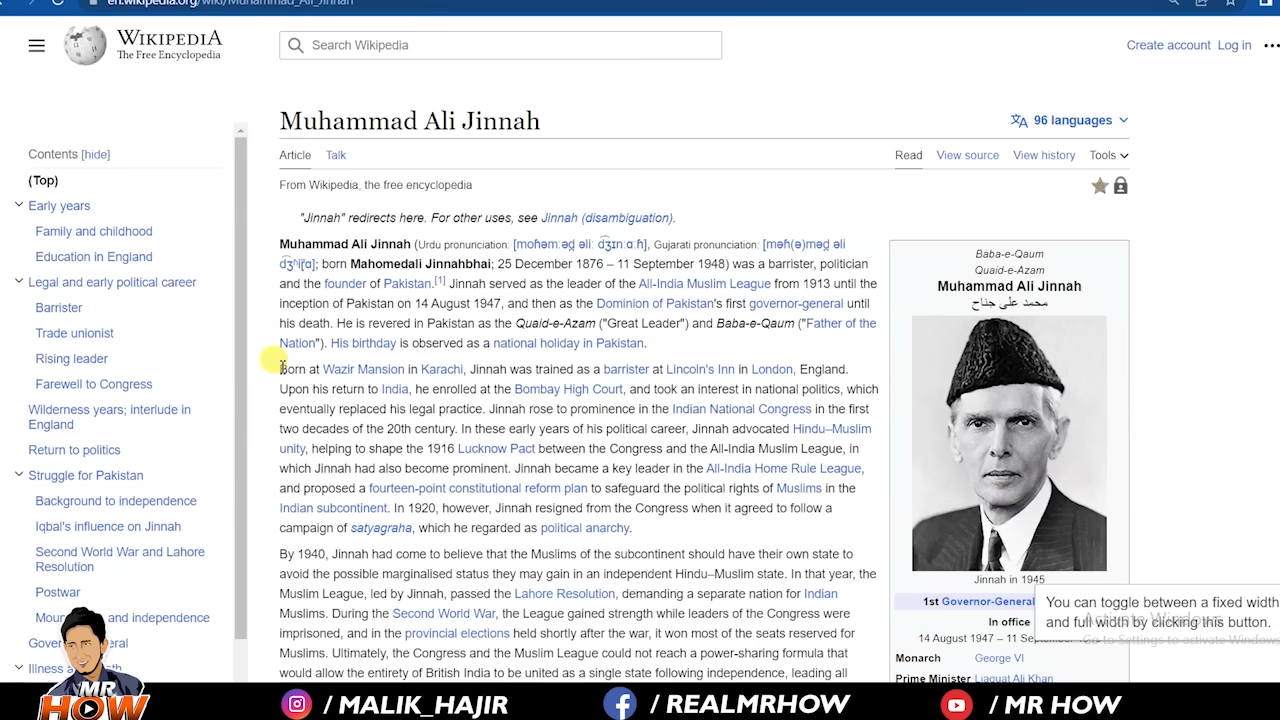 en.wikipedia.org/wiki/Muhammad_Ali_Jinnah
WIKIPEDIA
The Free Encyclopedia
Search Wikipedia
Create account Log in
Muhammad Ali Jinnah
96 languages
Article Talk
Read View source View history Tools
From Wikipedia, the free encyclopedia
"Jinnah" redirects here. For other uses, see Jinnah (disambiguation).
Contents [hide]
(Top)
Early years
Family and childhood
Education in England
Legal and early political career
Barrister
Trade unionist
Rising leader
Farewell to Congress
Wilderness years; interlude in
England
Return to politics
Struggle for Pakistan
Background to independence
Iqbal's influence on Jinnah
Second World War and Lahore
Resolution
Postwar
and independence
Illness
Muhammad Ali Jinnah (Urdu pronunciation: Gujarati pronunciation:
born Mahomedali Jinnahbhai; 25 December 1876 – 11 September 1948) was a barrister, politician
and the founder of Pakistan.[1] Jinnah served as the leader of the All-India Muslim League from 1913 until the
inception of Pakistan on 14 August 1947, and then as the Dominion of Pakistan's first governor-general until
his death. He is revered in Pakistan as the Quaid-e-Azam ("Great Leader") and Baba-e-Qaum ("Father of the
Nation"). His birthday is observed as a national holiday in Pakistan.
Born at Wazir Mansion in Karachi, Jinnah was trained as a barrister at Lincoln's Inn in London, England.
Upon his return to India, he enrolled at the Bombay High Court, and took an interest in national politics, which
eventually replaced his legal practice. Jinnah rose to prominence in the Indian National Congress in the first
two decades of the 20th century. In these early years of his political career, Jinnah advocated Hindu–Muslim
unity, helping to shape the 1916 Lucknow Pact between the Congress and the All-India Muslim League, in
which Jinnah had also become prominent. Jinnah became a key leader in the All-India Home Rule League,
and proposed a fourteen-point constitutional reform plan to safeguard the political rights of Muslims in the
Indian subcontinent. In 1920, however, Jinnah resigned from the Congress when it agreed to follow a
campaign of satyagraha, which he regarded as political anarchy.
By 1940, Jinnah had come to believe that the Muslims of the subcontinent should have their own state to
avoid the possible marginalised status they may gain in an independent Hindu–Muslim state. In that year, the
Muslim League, led by Jinnah, passed the Lahore Resolution, demanding a separate nation for Indian
Muslims. During the Second World War, the League gained strength while leaders of the Congress were
imprisoned, and in the provincial elections held shortly after the war, it won most of the seats reserved for
Muslims. Ultimately, the Congress and the Muslim League could not reach a power-sharing formula that
would allow the entirety of British India to be united as a single state following independence, leading all
Baba-e-Qaum
Quaid-e-Azam
Muhammad Ali Jinnah
محمد علی جناح
Jinnah in 1945
1st Governor-General
In office
14 August 1947 – 11
Monarch George VI
Prime Minister Liaquat Ali Khan
You can toggle between a fixed width
and full width by clicking this button.
Activate Windows
Go to Settings to activate Windows
MR
HOW
/ MALIK_HAJIR
/ REALMRHOW
/ MR HOW